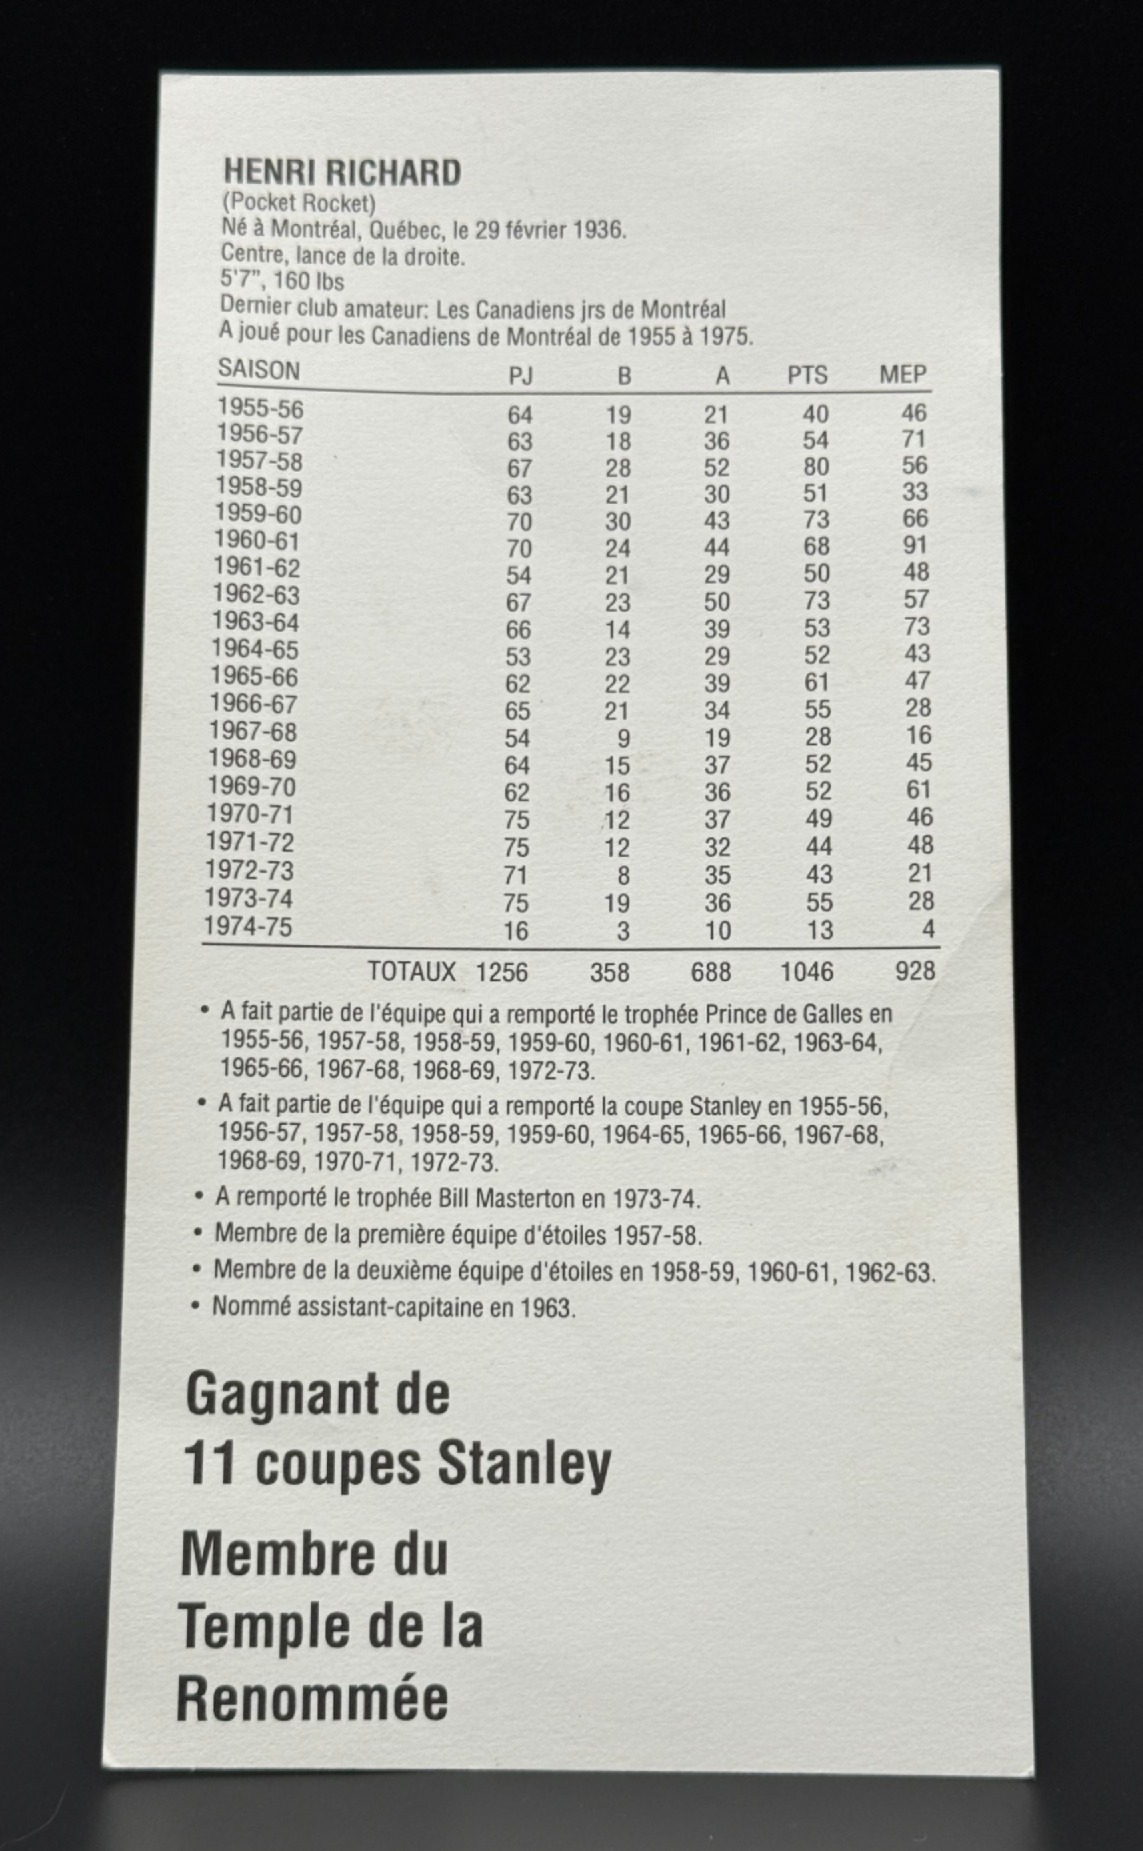 HENRI RICHARD
(Pocket Rocket)
Né à Montréal, Québec, le 29 février 1936.
Centre, lance de la droite.
5'7", 160 lbs
Dernier club amateur: Les Canadiens jrs de Montréal
A joué pour les Canadiens de Montréal de 1955 à 1975.
SAISON PJ B A PTS MEP
1955-56 64 19 21 40 46
1956-57 63 18 36 54 71
1957-58 67 28 52 80 56
1958-59 63 21 30 51 33
1959-60 70 30 43 73 66
1960-61 70 24 44 68 91
1961-62 54 21 29 50 48
1962-63 67 23 50 73 57
1963-64 66 14 39 53 73
1964-65 53 23 29 52 43
1965-66 62 22 39 61 47
1966-67 65 21 34 55 28
1967-68 54 9 19 28 16
1968-69 64 15 37 52 45
1969-70 62 16 36 52 61
1970-71 75 12 37 49 46
1971-72 75 12 32 44 48
1972-73 71 8 35 43 21
1973-74 75 19 36 55 28
1974-75 16 3 10 13 4
TOTAUX 1256 358 688 1046 928
• A fait partie de l'équipe qui a remporté le trophée Prince de Galles en
1955-56, 1957-58, 1958-59, 1959-60, 1960-61, 1961-62, 1963-64,
1965-66, 1967-68, 1968-69, 1972-73.
• A fait partie de l'équipe qui a remporté la coupe Stanley en 1955-56,
1956-57, 1957-58, 1958-59, 1959-60, 1964-65, 1965-66, 1967-68,
1968-69, 1970-71, 1972-73.
• A remporté le trophée Bill Masterton en 1973-74.
• Membre de la première équipe d'étoiles 1957-58.
• Membre de la deuxième équipe d'étoiles en 1958-59, 1960-61, 1962-63.
• Nommé assistant-capitaine en 1963.
Gagnant de
11 coupes Stanley
Membre du
Temple de la
Renommée